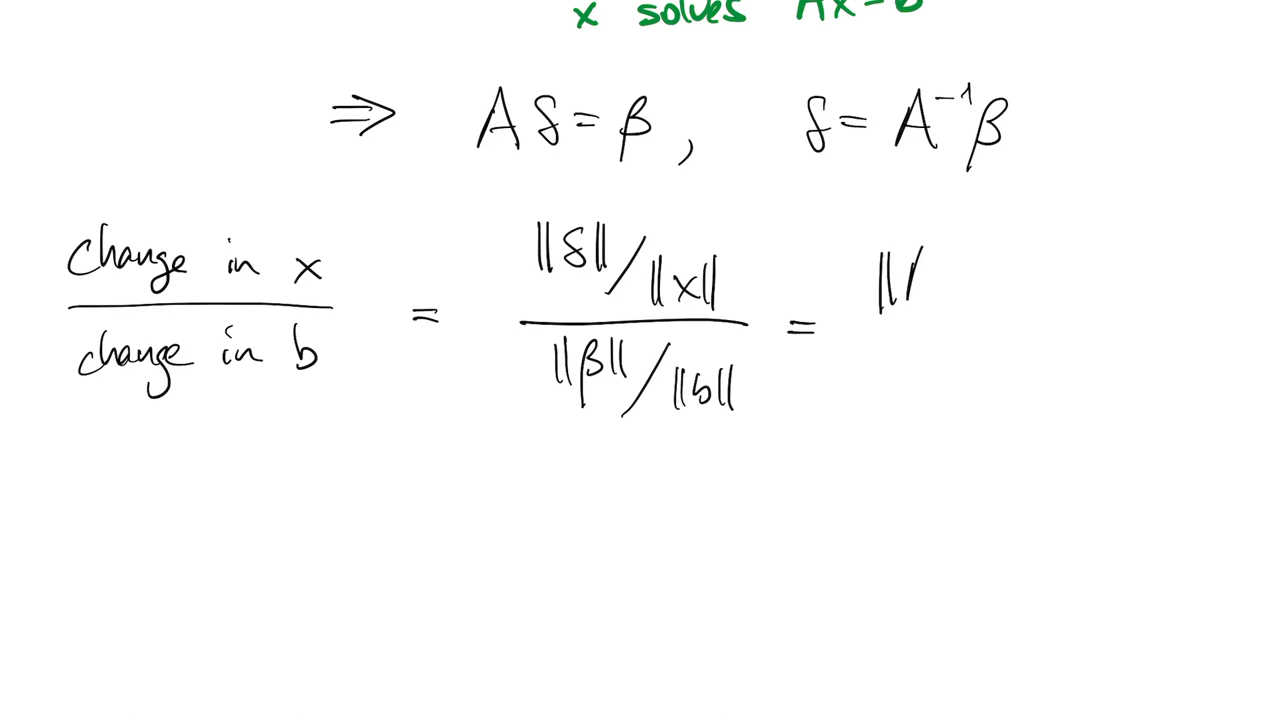 x solves Ax=b
⇒ Aδ = β, δ = A⁻¹β
change in x / change in b = (‖δ‖/‖x‖) / (‖β‖/‖b‖) = ‖